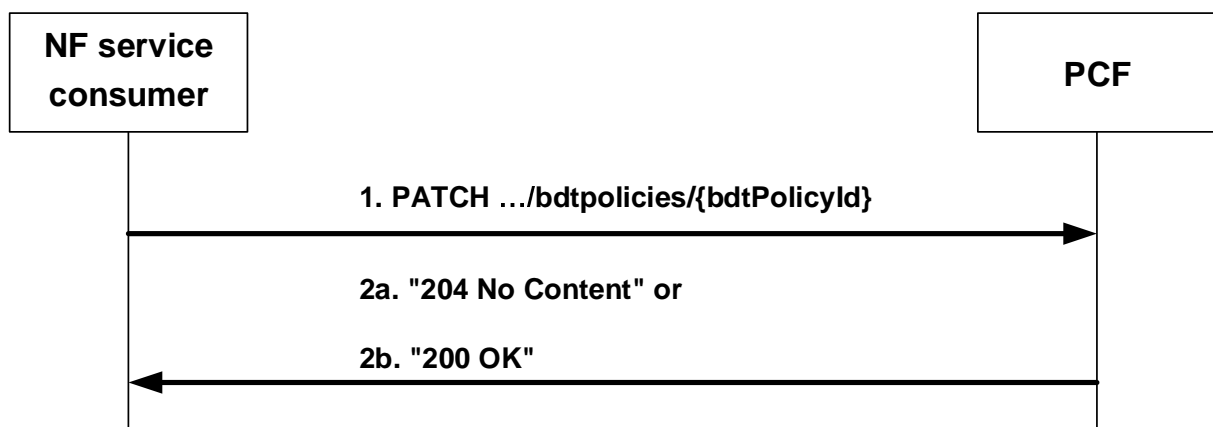 NF service
consumer
PCF
1. PATCH …/bdtpolicies/{bdtPolicyId}
2a. "204 No Content" or
2b. "200 OK"